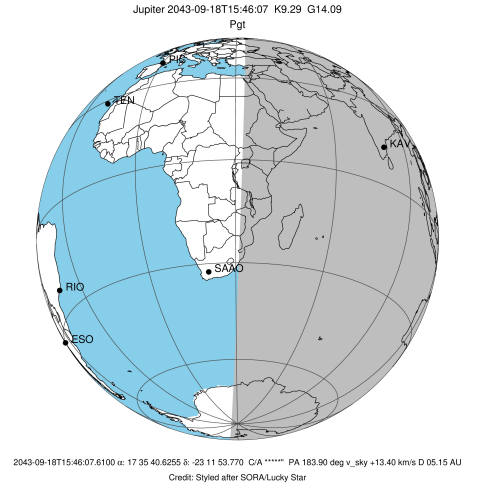 Jupiter 2043-09-18T15:46:07  K9.29  G14.09
Pgt
PIC
TEN
KAV
SAAO
RIO
ESO
2043-09-18T15:46:07.6100 α: 17 35 40.6255 δ: -23 11 53.770  C/A *****"  PA 183.90 deg v_sky +13.40 km/s D 05.15 AU
Credit: Styled after SORA/Lucky Star